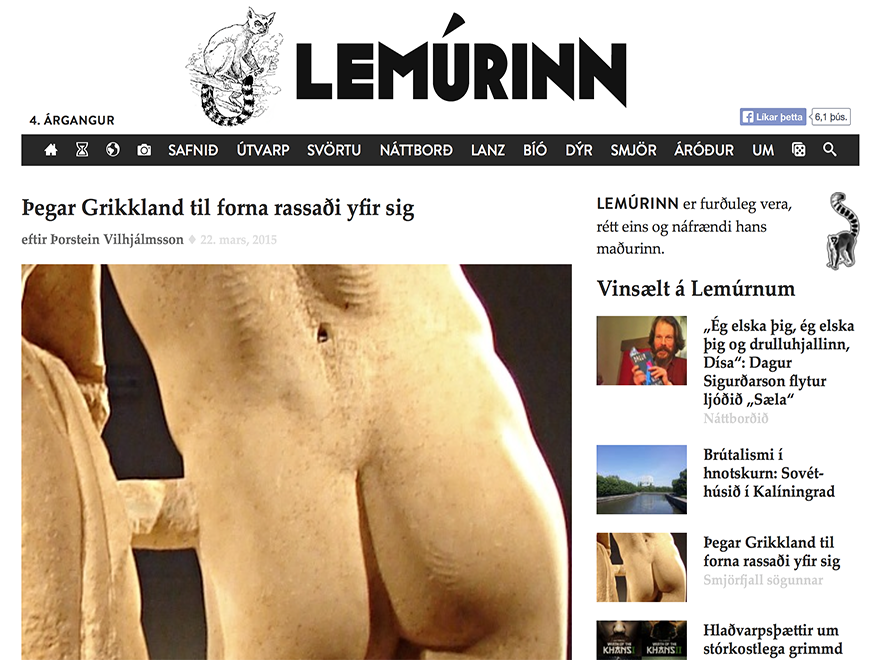 LEMÚRINN
4. ÁRGANGUR
Líkar þetta
6,1 þús.
SAFNIÐ ÚTVARP SVÖRTU NÁTTBORÐ LANZ BÍÓ DÝR SMJÖR ÁRÓÐUR UM
Þegar Grikkland til forna rassaði yfir sig
eftir Þorstein Vilhjálmsson ♦ 22. mars, 2015
LEMÚRINN er furðuleg vera,
rétt eins og náfrændi hans
maðurinn.
Vinsælt á Lemúrnum
„Ég elska þig, ég elska
þig og drulluhjallinn,
Dísa“: Dagur
Sigurðarson flytur
ljóðið „Sæla“
Náttborðið
Brútalismi í
hnotskurn: Sovét-
húsið í Kalíningrad
Þegar Grikkland til
forna rassaði yfir sig
Smjörfjall sögunnar
Hlaðvarpsþættir um
stórkostlega grimmd
KHANS I
KHANS II